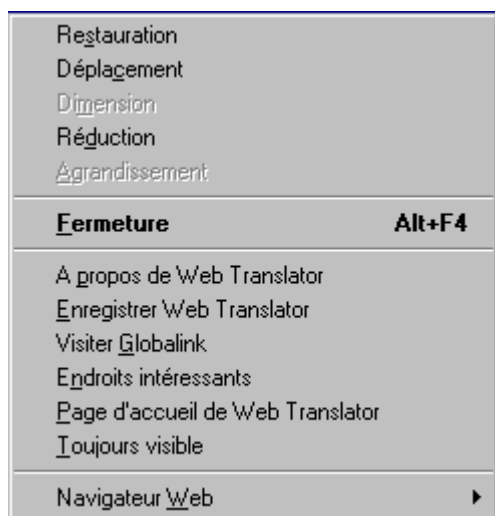 Restauration
Déplacement
Dimension
Réduction
Agrandissement
Fermeture Alt+F4
A propos de Web Translator
Enregistrer Web Translator
Visiter Globalink
Endroits intéressants
Page d'accueil de Web Translator
Toujours visible
Navigateur Web